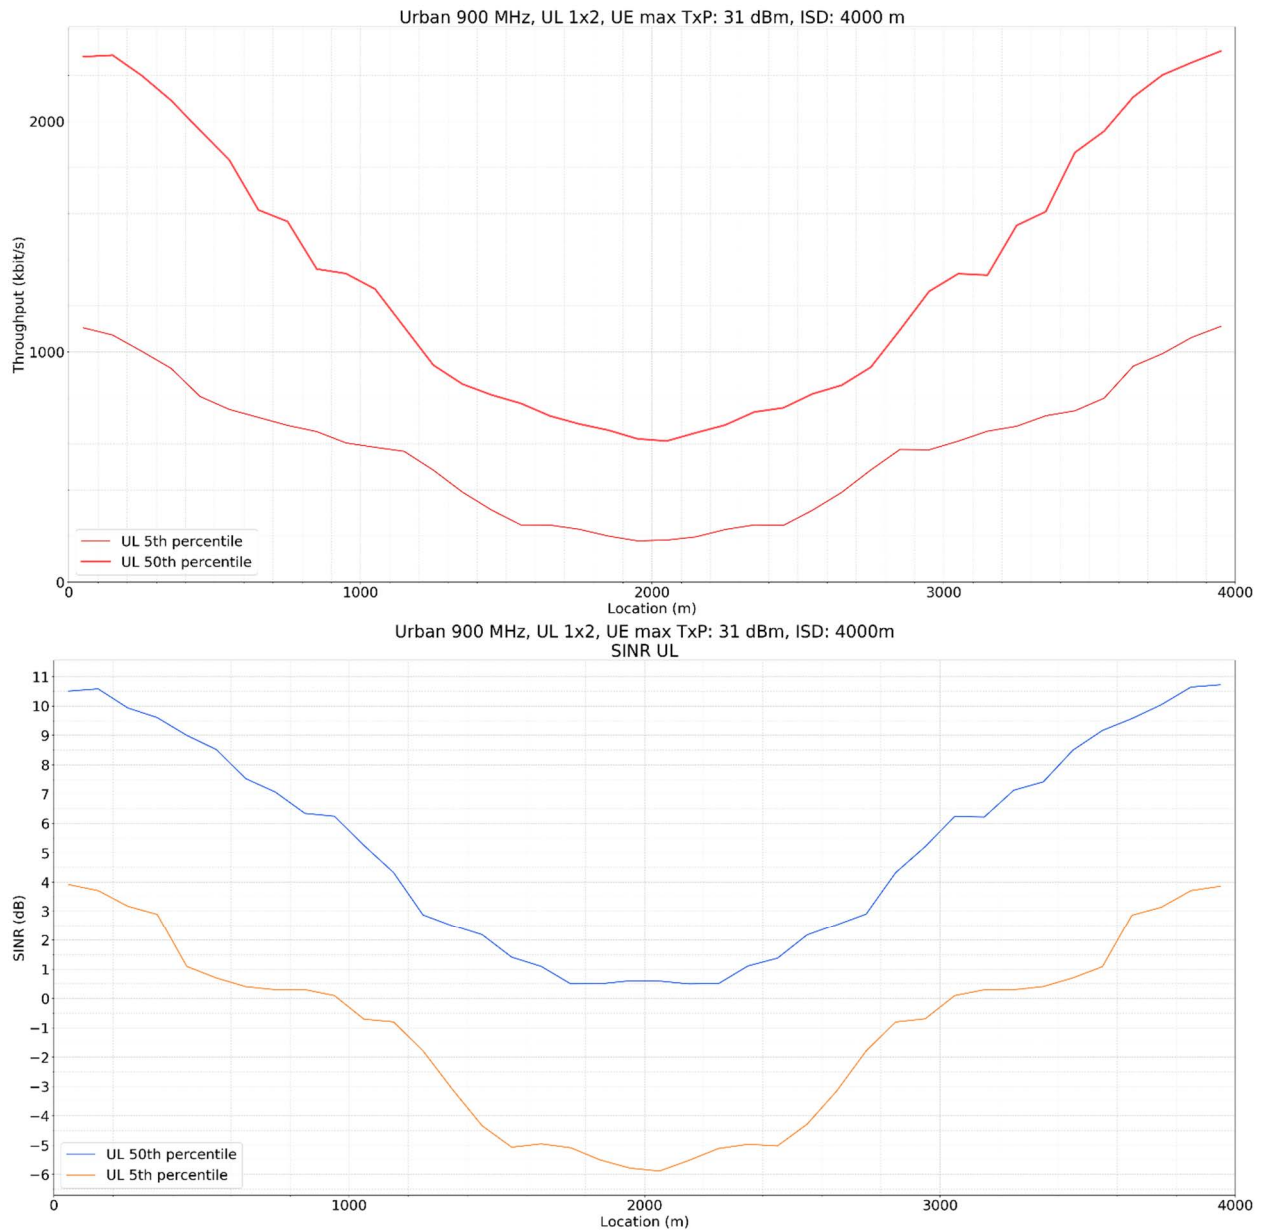 Urban 900 MHz, UL 1x2, UE max TxP: 31 dBm, ISD: 4000 m
Throughput (kbit/s)
2000
1000
0
UL 5th percentile
UL 50th percentile
0 1000 2000 3000 4000
Location (m)
Urban 900 MHz, UL 1x2, UE max TxP: 31 dBm, ISD: 4000m
SINR UL
SINR (dB)
11
10
9
8
7
6
5
4
3
2
1
0
−1
−2
−3
−4
−5
−6
UL 50th percentile
UL 5th percentile
0 1000 2000 3000 4000
Location (m)